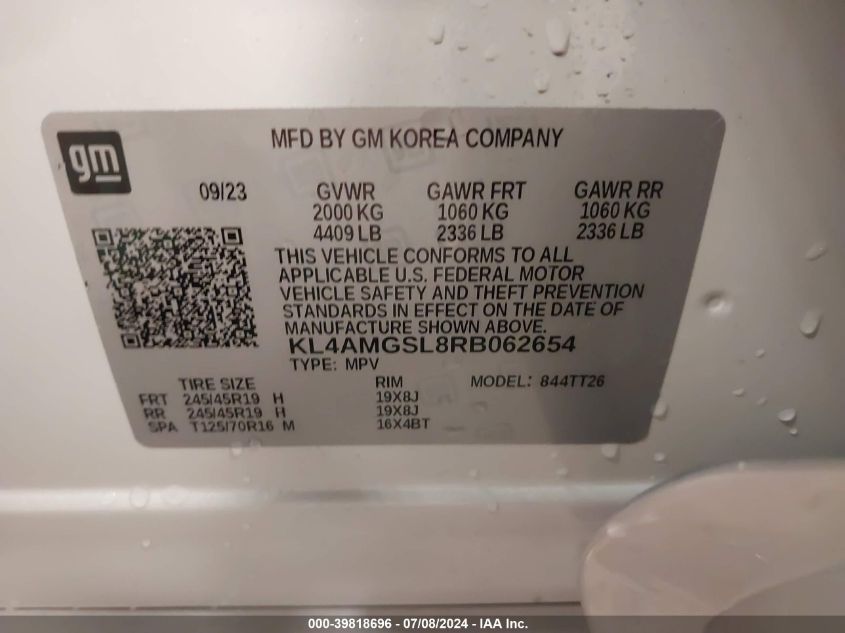 MFD BY GM KOREA COMPANY
gm
09/23 GVWR GAWR FRT GAWR RR
2000 KG 1060 KG 1060 KG
4409 LB 2336 LB 2336 LB
THIS VEHICLE CONFORMS TO ALL
APPLICABLE U.S. FEDERAL MOTOR
VEHICLE SAFETY AND THEFT PREVENTION
STANDARDS IN EFFECT ON THE DATE OF
MANUFACTURE SHOWN ABOVE.
KL4AMGSL8RB062654
TYPE: MPV
TIRE SIZE RIM MODEL: 844TT26
FRT 245/45R19 H 19X8J
RR 245/45R19 H 19X8J
SPA T125/70R16 M 16X4BT
000-39818696 - 07/08/2024 - IAA Inc.